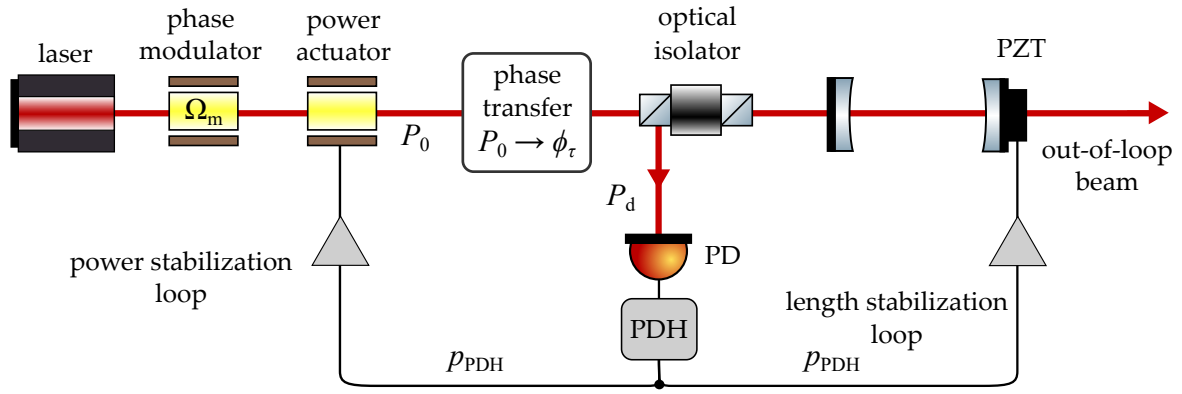 laser
phase
modulator
Ωm
power
actuator
P0
phase
transfer
P0 → ϕτ
optical
isolator
PZT
out-of-loop
beam
Pd
PD
power stabilization
loop
PDH
length stabilization
loop
pPDH
pPDH